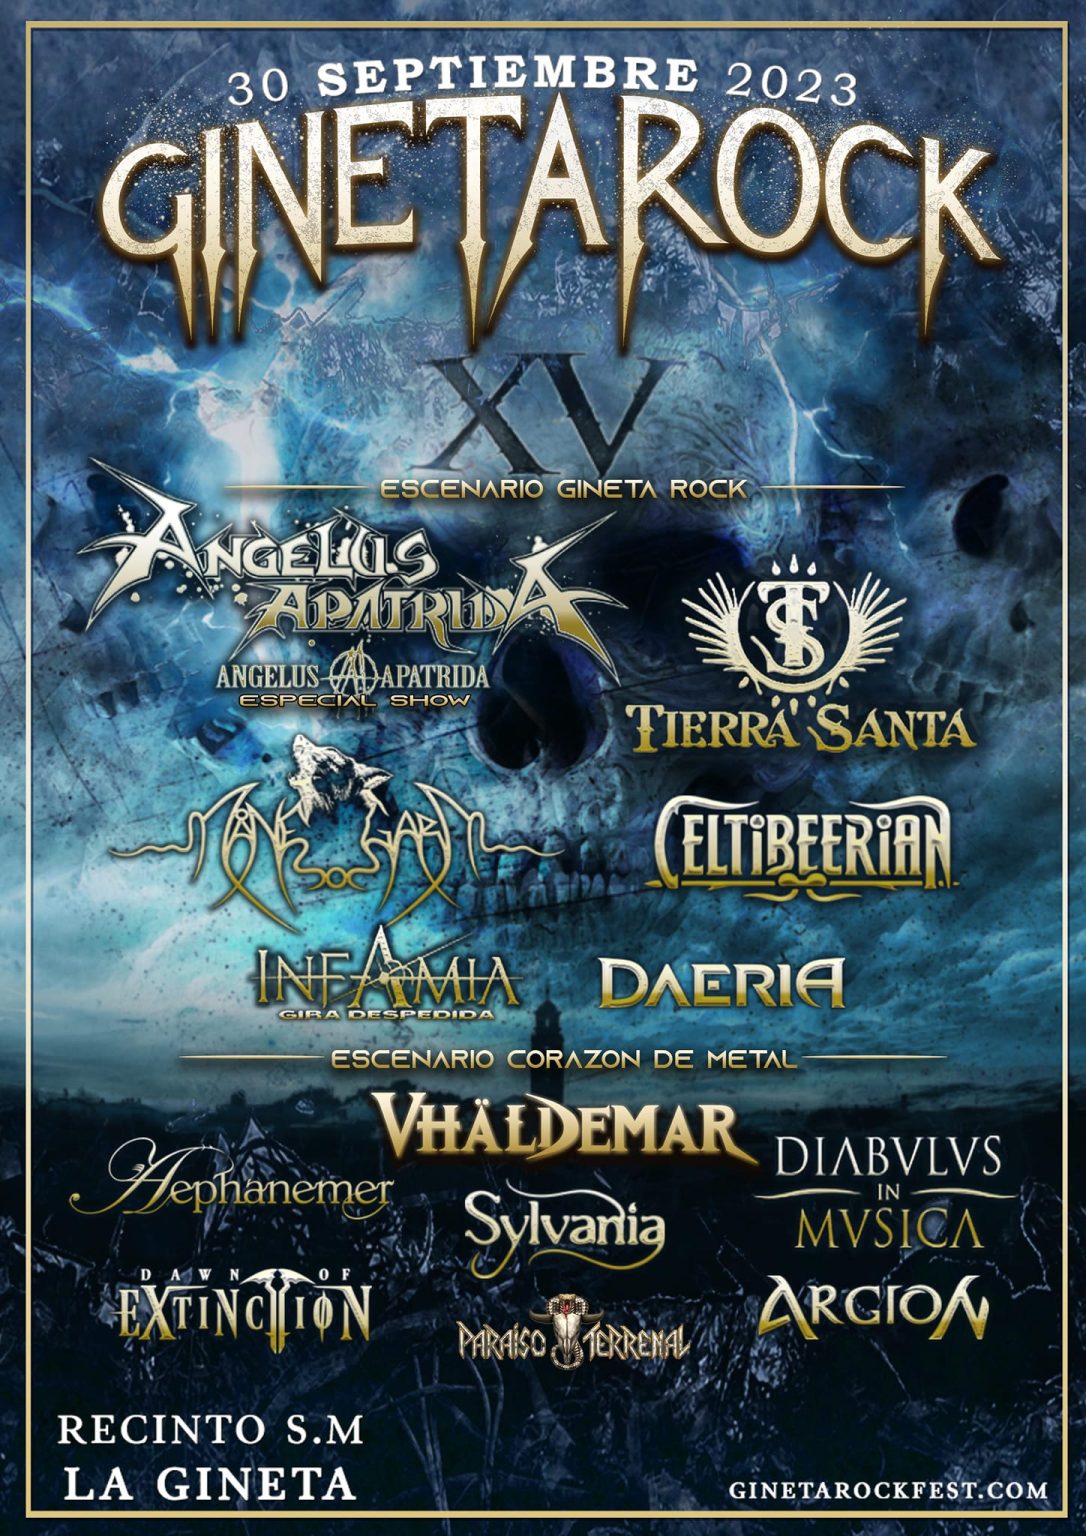 30 SEPTIEMBRE 2023
GINETAROCK
XV
ESCENARIO GINETA ROCK
ANGELUS
APATRIDA
ANGELUS A APATRIDA
ESPECIAL SHOW
TS
TIERRA SANTA
MÅNEGARM
CELTIBEERIAN
INFAMIA
GIRA DESPEDIDA
DAERIA
ESCENARIO CORAZON DE METAL
VHÄLDEMAR
Aephanemer
Sylvania
DIABVLVS
IN
MVSICA
DAWN OF
EXTINCTION
PARAISO TERRENAL
ARGION
RECINTO S.M
LA GINETA
GINETAROCKFEST.COM